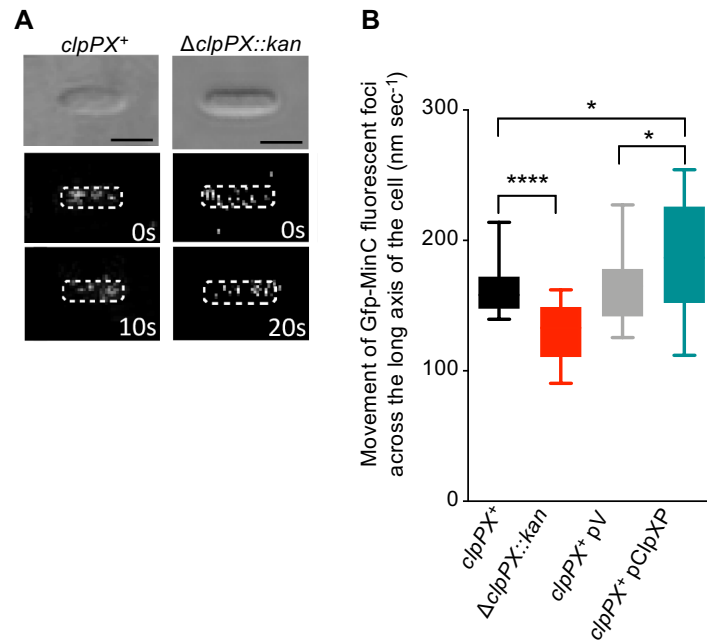 A
clpPX⁺
ΔclpPX::kan
0s
0s
10s
20s
B
Movement of Gfp-MinC fluorescent foci
across the long axis of the cell (nm sec⁻¹)
300
200
100
0
*
*
****
clpPX⁺
ΔclpPX::kan
clpPX⁺ pV
clpPX⁺ pClpXP